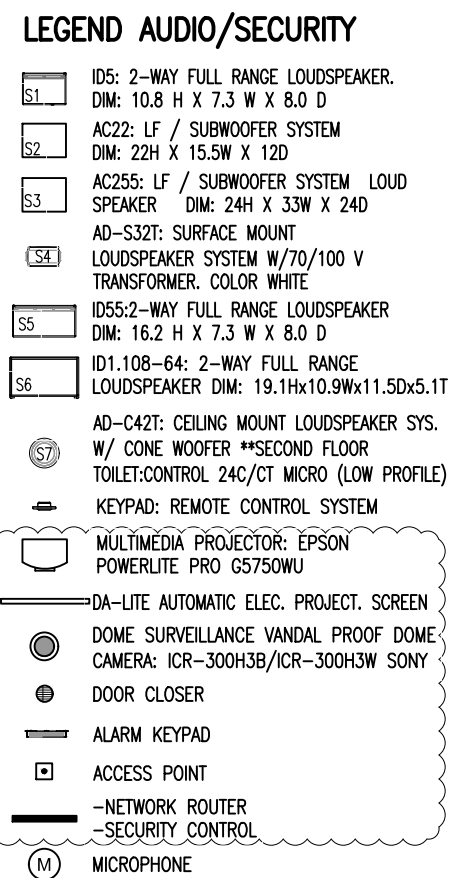 LEGEND AUDIO/SECURITY
S1 ID5: 2-WAY FULL RANGE LOUDSPEAKER.
DIM: 10.8 H X 7.3 W X 8.0 D
S2 AC22: LF / SUBWOOFER SYSTEM
DIM: 22H X 15.5W X 12D
S3 AC255: LF / SUBWOOFER SYSTEM LOUD
SPEAKER DIM: 24H X 33W X 24D
AD-S32T: SURFACE MOUNT
S4 LOUDSPEAKER SYSTEM W/70/100 V
TRANSFORMER. COLOR WHITE
S5 ID55:2-WAY FULL RANGE LOUDSPEAKER
DIM: 16.2 H X 7.3 W X 8.0 D
S6 ID1.108-64: 2-WAY FULL RANGE
LOUDSPEAKER DIM: 19.1Hx10.9Wx11.5Dx5.1T
AD-C42T: CEILING MOUNT LOUDSPEAKER SYS.
S7 W/ CONE WOOFER **SECOND FLOOR
TOILET:CONTROL 24C/CT MICRO (LOW PROFILE)
KEYPAD: REMOTE CONTROL SYSTEM
MULTIMEDIA PROJECTOR: EPSON
POWERLITE PRO G5750WU
DA-LITE AUTOMATIC ELEC. PROJECT. SCREEN
DOME SURVEILLANCE VANDAL PROOF DOME
CAMERA: ICR-300H3B/ICR-300H3W SONY
DOOR CLOSER
ALARM KEYPAD
ACCESS POINT
-NETWORK ROUTER
-SECURITY CONTROL
M MICROPHONE